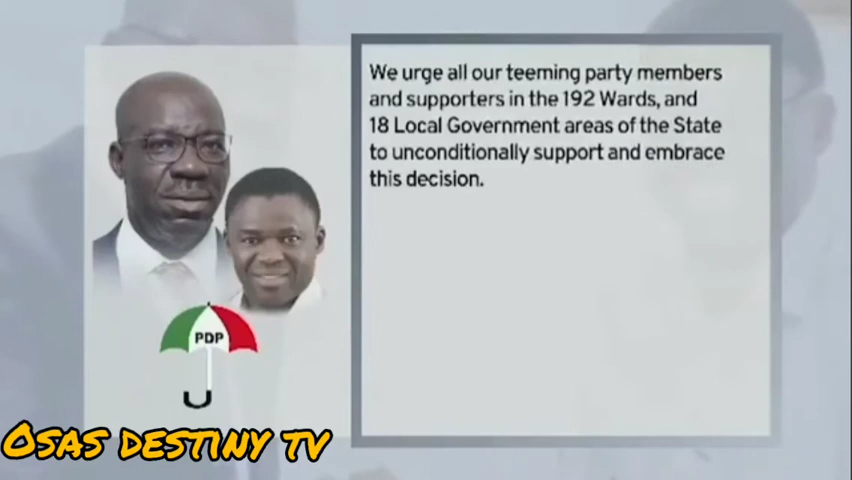 We urge all our teeming party members
and supporters in the 192 Wards, and
18 Local Government areas of the State
to unconditionally support and embrace
this decision.
PDP
OSAS DESTINY TV